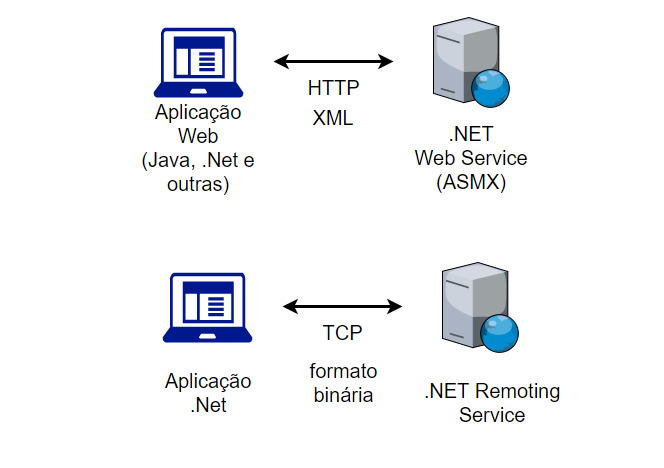 Aplicação
Web
(Java, .Net e
outras)
HTTP
XML
.NET
Web Service
(ASMX)
Aplicação
.Net
TCP
formato
binária
.NET Remoting
Service